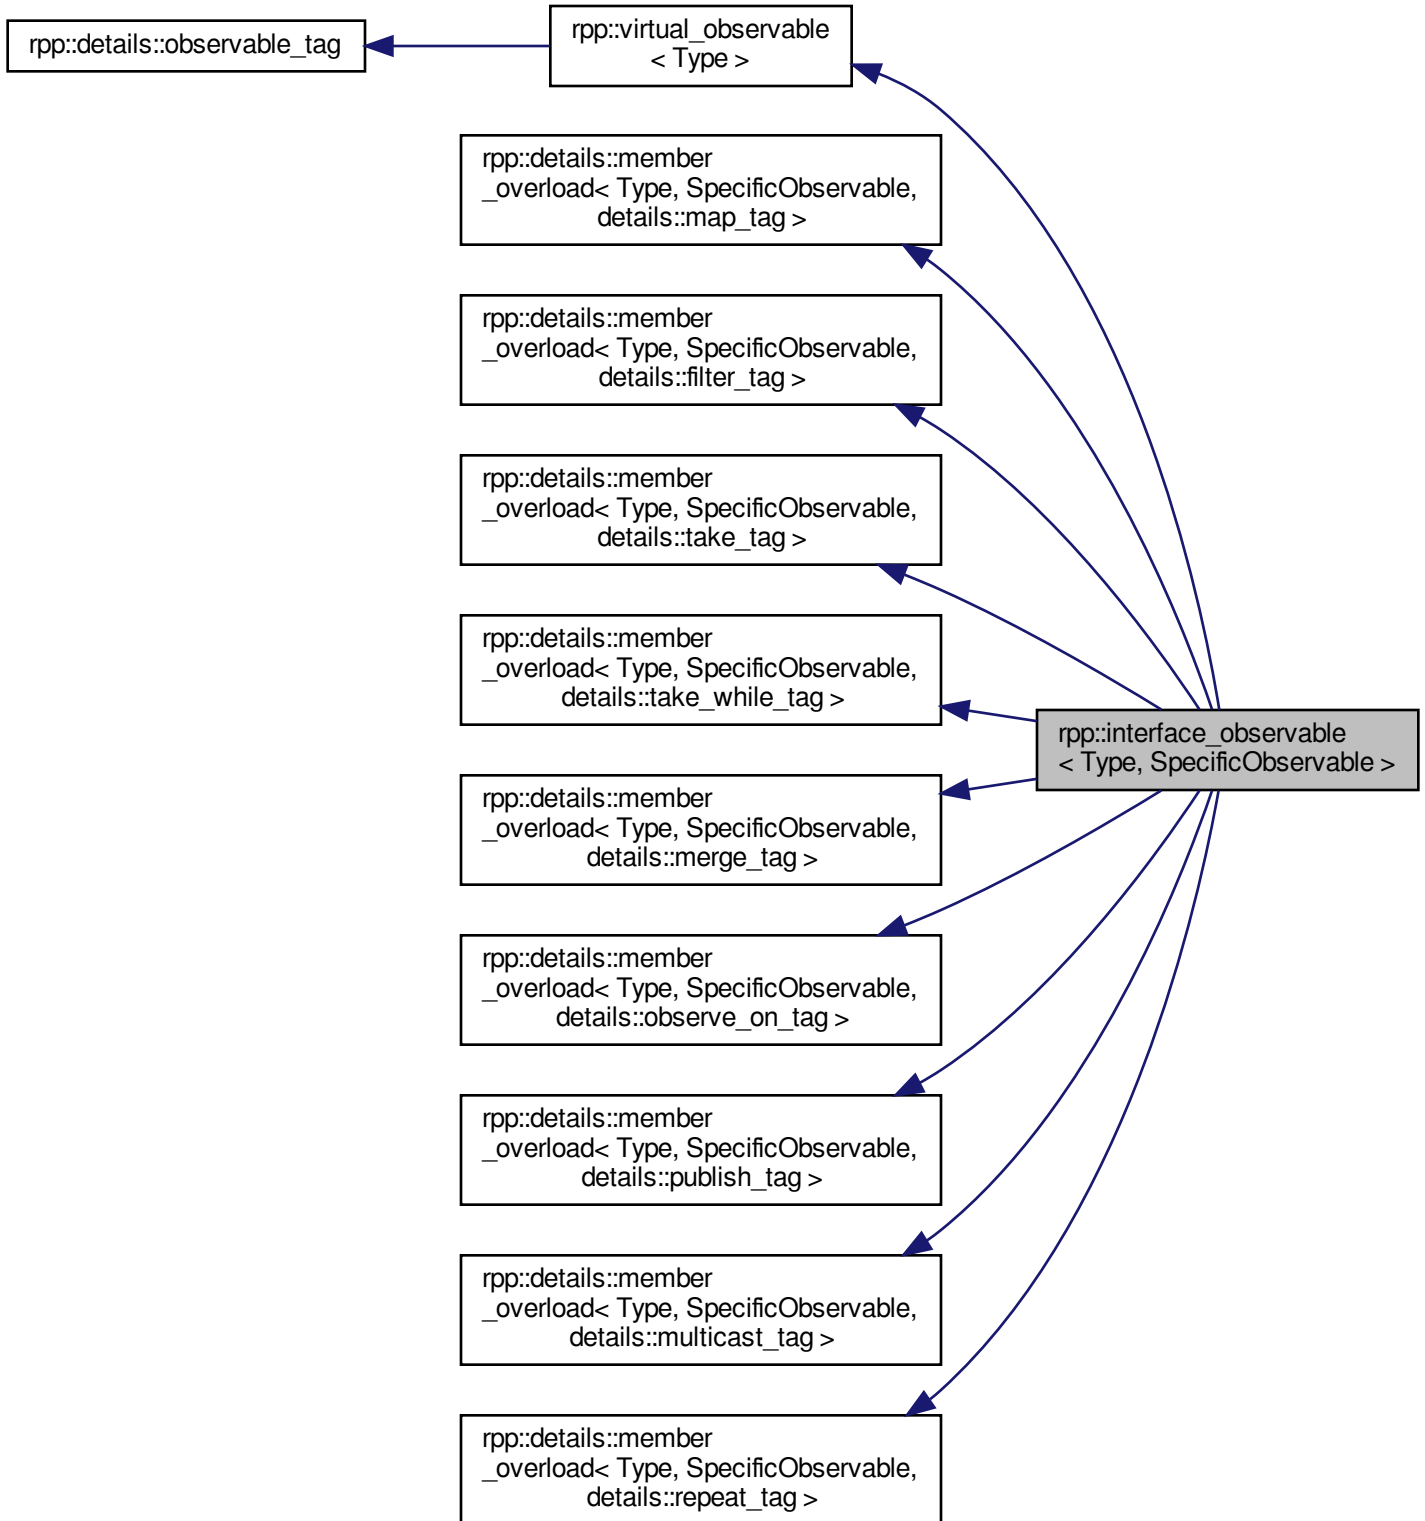 rpp::details::observable_tag
rpp::virtual_observable
< Type >
rpp::details::member
_overload< Type, SpecificObservable,
details::map_tag >
rpp::details::member
_overload< Type, SpecificObservable,
details::filter_tag >
rpp::details::member
_overload< Type, SpecificObservable,
details::take_tag >
rpp::details::member
_overload< Type, SpecificObservable,
details::take_while_tag >
rpp::interface_observable
< Type, SpecificObservable >
rpp::details::member
_overload< Type, SpecificObservable,
details::merge_tag >
rpp::details::member
_overload< Type, SpecificObservable,
details::observe_on_tag >
rpp::details::member
_overload< Type, SpecificObservable,
details::publish_tag >
rpp::details::member
_overload< Type, SpecificObservable,
details::multicast_tag >
rpp::details::member
_overload< Type, SpecificObservable,
details::repeat_tag >